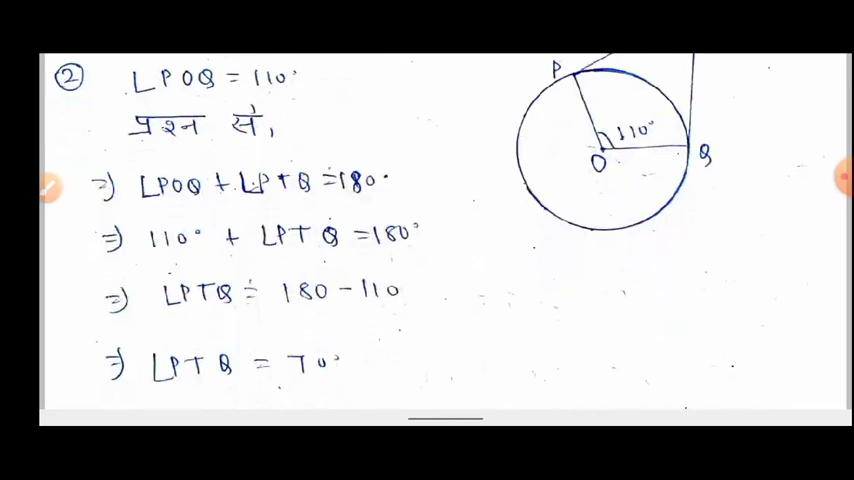 ② ∠POQ = 110°
प्रश्न से,
⇒ ∠POQ + ∠PTQ = 180°
⇒ 110° + ∠PTQ = 180°
⇒ ∠PTQ = 180 - 110
⇒ ∠PTQ = 70°
P
110°
O
Q